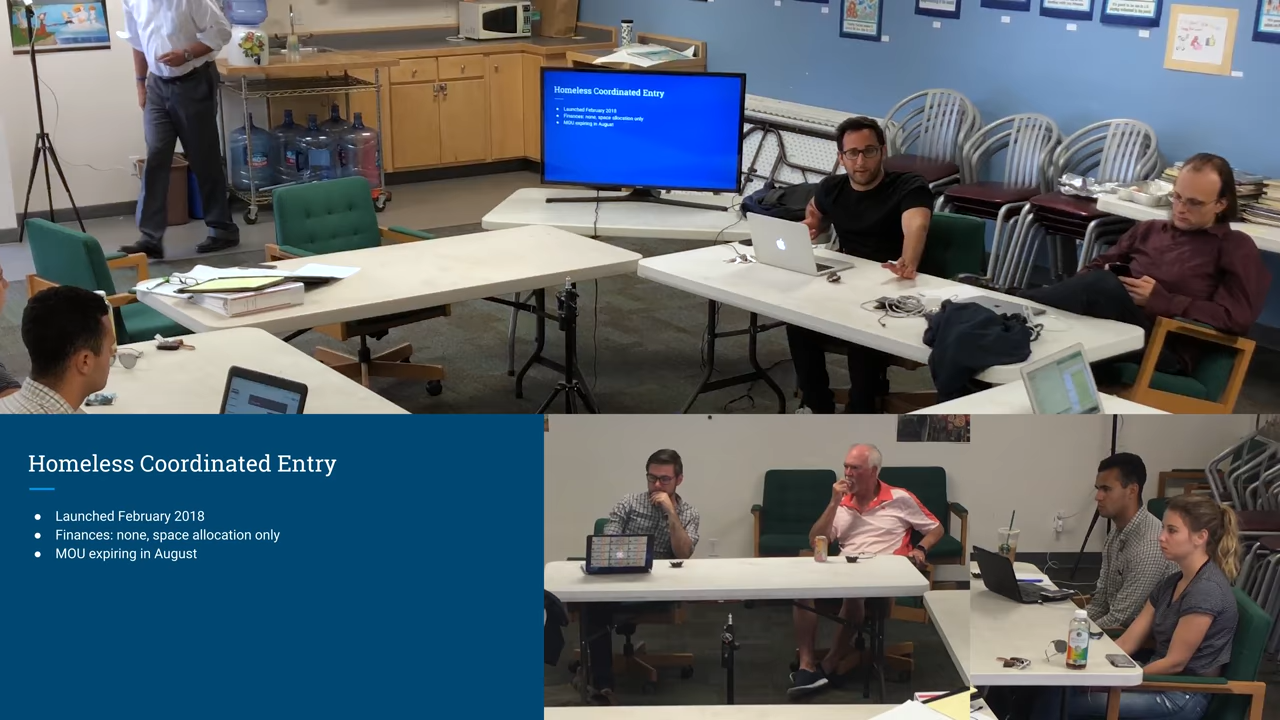 Homeless Coordinated Entry
Launched February 2018
Finances: none, space allocation only
MOU expiring in August
Homeless Coordinated Entry
Launched February 2018
Finances: none, space allocation only
MOU expiring in August